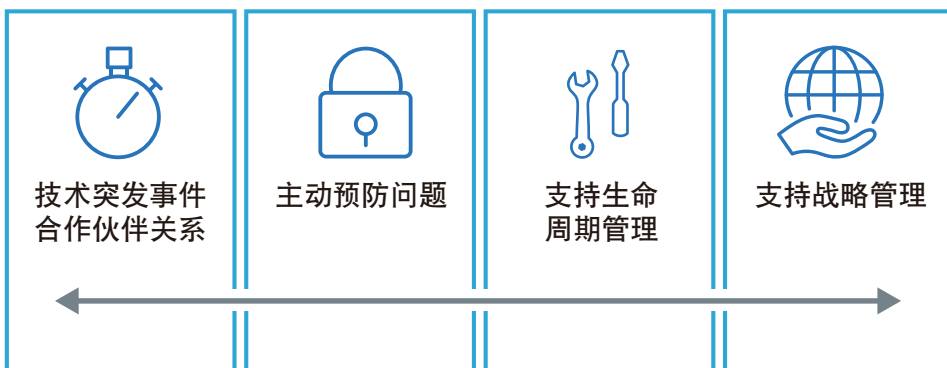 技术突发事件
合作伙伴关系
主动预防问题
支持生命
周期管理
支持战略管理